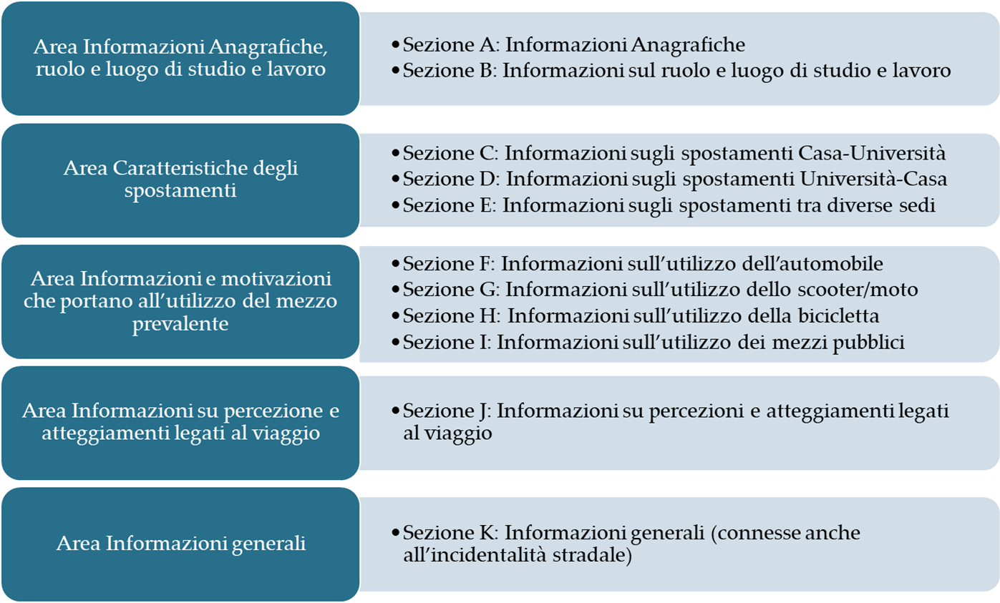 Area Informazioni Anagrafiche,
ruolo e luogo di studio e lavoro
•Sezione A: Informazioni Anagrafiche
•Sezione B: Informazioni sul ruolo e luogo di studio e lavoro
Area Caratteristiche degli
spostamenti
•Sezione C: Informazioni sugli spostamenti Casa-Università
•Sezione D: Informazioni sugli spostamenti Università-Casa
•Sezione E: Informazioni sugli spostamenti tra diverse sedi
Area Informazioni e motivazioni
che portano all’utilizzo del mezzo
prevalente
•Sezione F: Informazioni sull’utilizzo dell’automobile
•Sezione G: Informazioni sull’utilizzo dello scooter/moto
•Sezione H: Informazioni sull’utilizzo della bicicletta
•Sezione I: Informazioni sull’utilizzo dei mezzi pubblici
Area Informazioni su percezione e
atteggiamenti legati al viaggio
•Sezione J: Informazioni su percezioni e atteggiamenti legati
al viaggio
Area Informazioni generali
•Sezione K: Informazioni generali (connesse anche
all’incidentalità stradale)